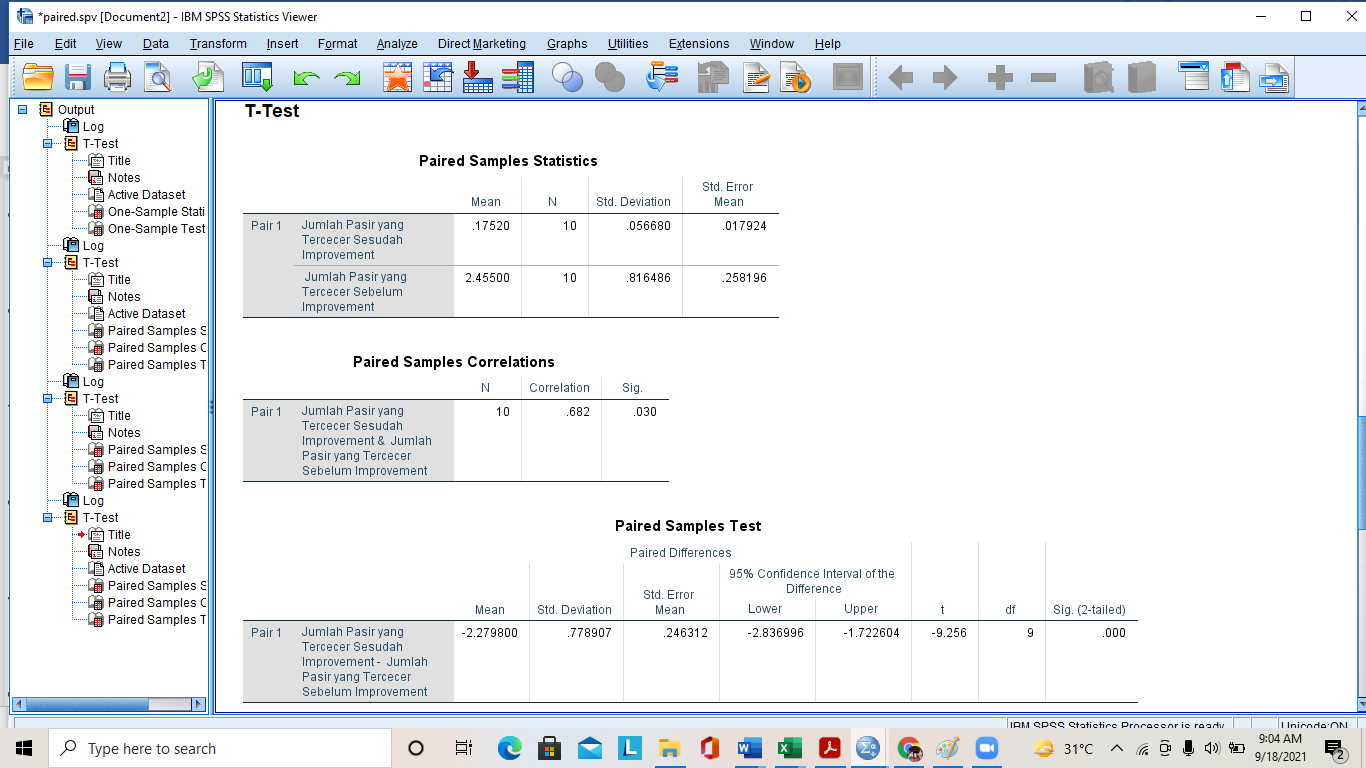 *paired.spv [Document2] - IBM SPSS Statistics Viewer
File Edit View Data Transform Insert Format Analyze Direct Marketing Graphs Utilities Extensions Window Help
Output
Log
T-Test
Title
Notes
Active Dataset
One-Sample Stati
One-Sample Test
Log
T-Test
Title
Notes
Active Dataset
Paired Samples S
Paired Samples C
Paired Samples T
Log
T-Test
Title
Notes
Paired Samples S
Paired Samples C
Paired Samples T
Log
T-Test
Title
Notes
Active Dataset
Paired Samples S
Paired Samples C
Paired Samples T
T-Test
Paired Samples Statistics
Mean N Std. Deviation Std. Error
Mean
Pair 1 Jumlah Pasir yang
Tercecer Sesudah
Improvement .17520 10 .056680 .017924
Jumlah Pasir yang
Tercecer Sebelum
Improvement 2.45500 10 .816486 .258196
Paired Samples Correlations
N Correlation Sig.
Pair 1 Jumlah Pasir yang
Tercecer Sesudah
Improvement & Jumlah
Pasir yang Tercecer
Sebelum Improvement 10 .682 .030
Paired Samples Test
Paired Differences
95% Confidence Interval of the
Difference
Mean Std. Deviation Std. Error
Mean Lower Upper t df Sig. (2-tailed)
Pair 1 Jumlah Pasir yang
Tercecer Sesudah
Improvement - Jumlah
Pasir yang Tercecer
Sebelum Improvement -2.279800 .778907 .246312 -2.836996 -1.722604 -9.256 9 .000
IBM SPSS Statistics Processor is ready Unicode:ON
Type here to search
31°C
9:04 AM
9/18/2021
2